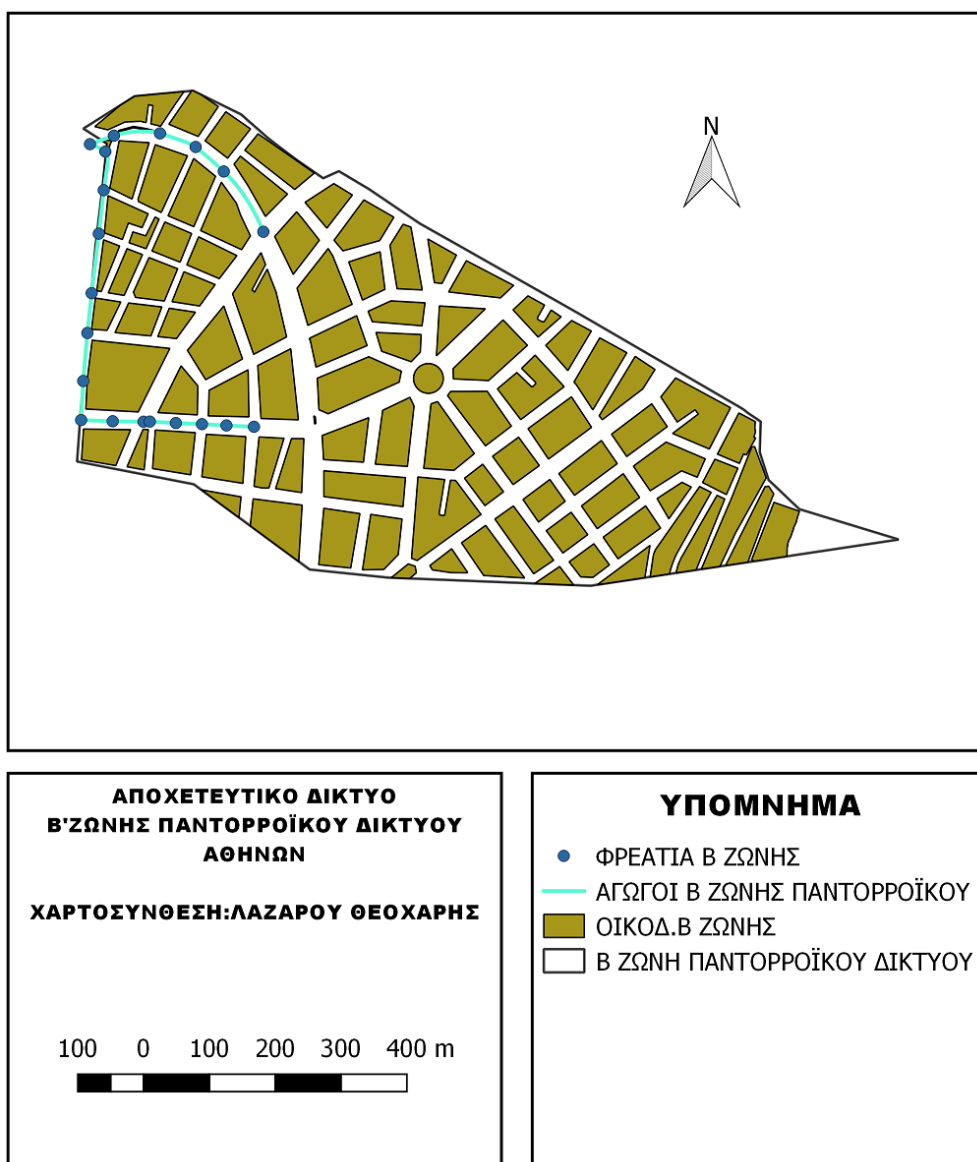 N
ΑΠΟΧΕΤΕΥΤΙΚΟ ΔΙΚΤΥΟ
Β'ΖΩΝΗΣ ΠΑΝΤΟΡΡΟΪΚΟΥ ΔΙΚΤΥΟΥ
ΑΘΗΝΩΝ
ΧΑΡΤΟΣΥΝΘΕΣΗ:ΛΑΖΑΡΟΥ ΘΕΟΧΑΡΗΣ
100 0 100 200 300 400 m
ΥΠΟΜΝΗΜΑ
ΦΡΕΑΤΙΑ Β ΖΩΝΗΣ
ΑΓΩΓΟΙ Β ΖΩΝΗΣ ΠΑΝΤΟΡΡΟΪΚΟΥ
ΟΙΚΟΔ.Β ΖΩΝΗΣ
Β ΖΩΝΗ ΠΑΝΤΟΡΡΟΪΚΟΥ ΔΙΚΤΥΟΥ